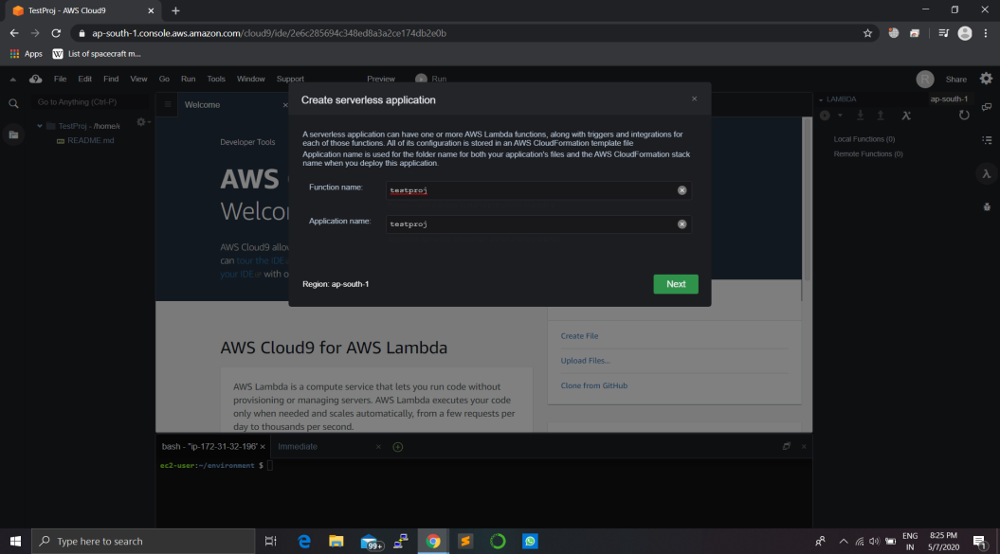 TestProj - AWS Cloud9
ap-south-1.console.aws.amazon.com/cloud9/ide/2e6c285694c348ed8a3a2ce174db2e0b
Apps W List of spacecraft m...
9 File Edit Find View Go Run Tools Window Support Preview Run R Share
Go to Anything (Ctrl-P)
Welcome
Create serverless application
LAMBDA ap-south-1
TestProj - /home/e
README.md
Local Functions (0)
Remote Functions (0)
Developer Tools
A serverless application can have one or more AWS Lambda functions, along with triggers and integrations for
each of those functions. All of its configuration is stored in an AWS CloudFormation template file
Application name is used for the folder name for both your application's files and the AWS CloudFormation stack
name when you deploy this application.
AWS
Function name: testproj
Welco
Application name: testproj
AWS Cloud9 allo
can tour the IDE
your IDE with o
Region: ap-south-1
Next
AWS Cloud9 for AWS Lambda
Create File
Upload Files...
Clone from GitHub
AWS Lambda is a compute service that lets you run code without
provisioning or managing servers. AWS Lambda executes your code
only when needed and scales automatically, from a few requests per
day to thousands per second.
bash - "ip-172-31-32-196" Immediate
ec2-user:~/environment $
Type here to search
99+
ENG
IN
8:25 PM
5/7/2020
1